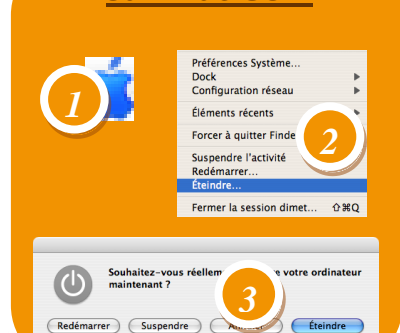 1
Préférences Système...
Dock
Configuration réseau
Éléments récents
2
Forcer à quitter Finde
Suspendre l'activité
Redémarrer...
Éteindre...
Fermer la session dimet... ⇧⌘Q
Souhaitez-vous votre ordinateur
maintenant ?
3
Redémarrer Suspendre Éteindre